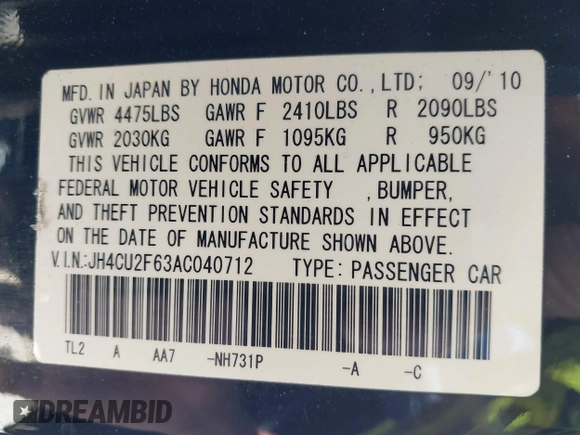 MFD. IN JAPAN BY HONDA MOTOR CO.,LTD; 09/'10
GVWR 4475LBS GAWR F 2410LBS R 2090LBS
GVWR 2030KG GAWR F 1095KG R 950KG
THIS VEHICLE CONFORMS TO ALL APPLICABLE
FEDERAL MOTOR VEHICLE SAFETY , BUMPER,
AND THEFT PREVENTION STANDARDS IN EFFECT
ON THE DATE OF MANUFACTURE SHOWN ABOVE.
V.I.N.:JH4CU2F63AC040712 TYPE: PASSENGER CAR
TL2 A AA7 -NH731P -A -C
DREAMBID